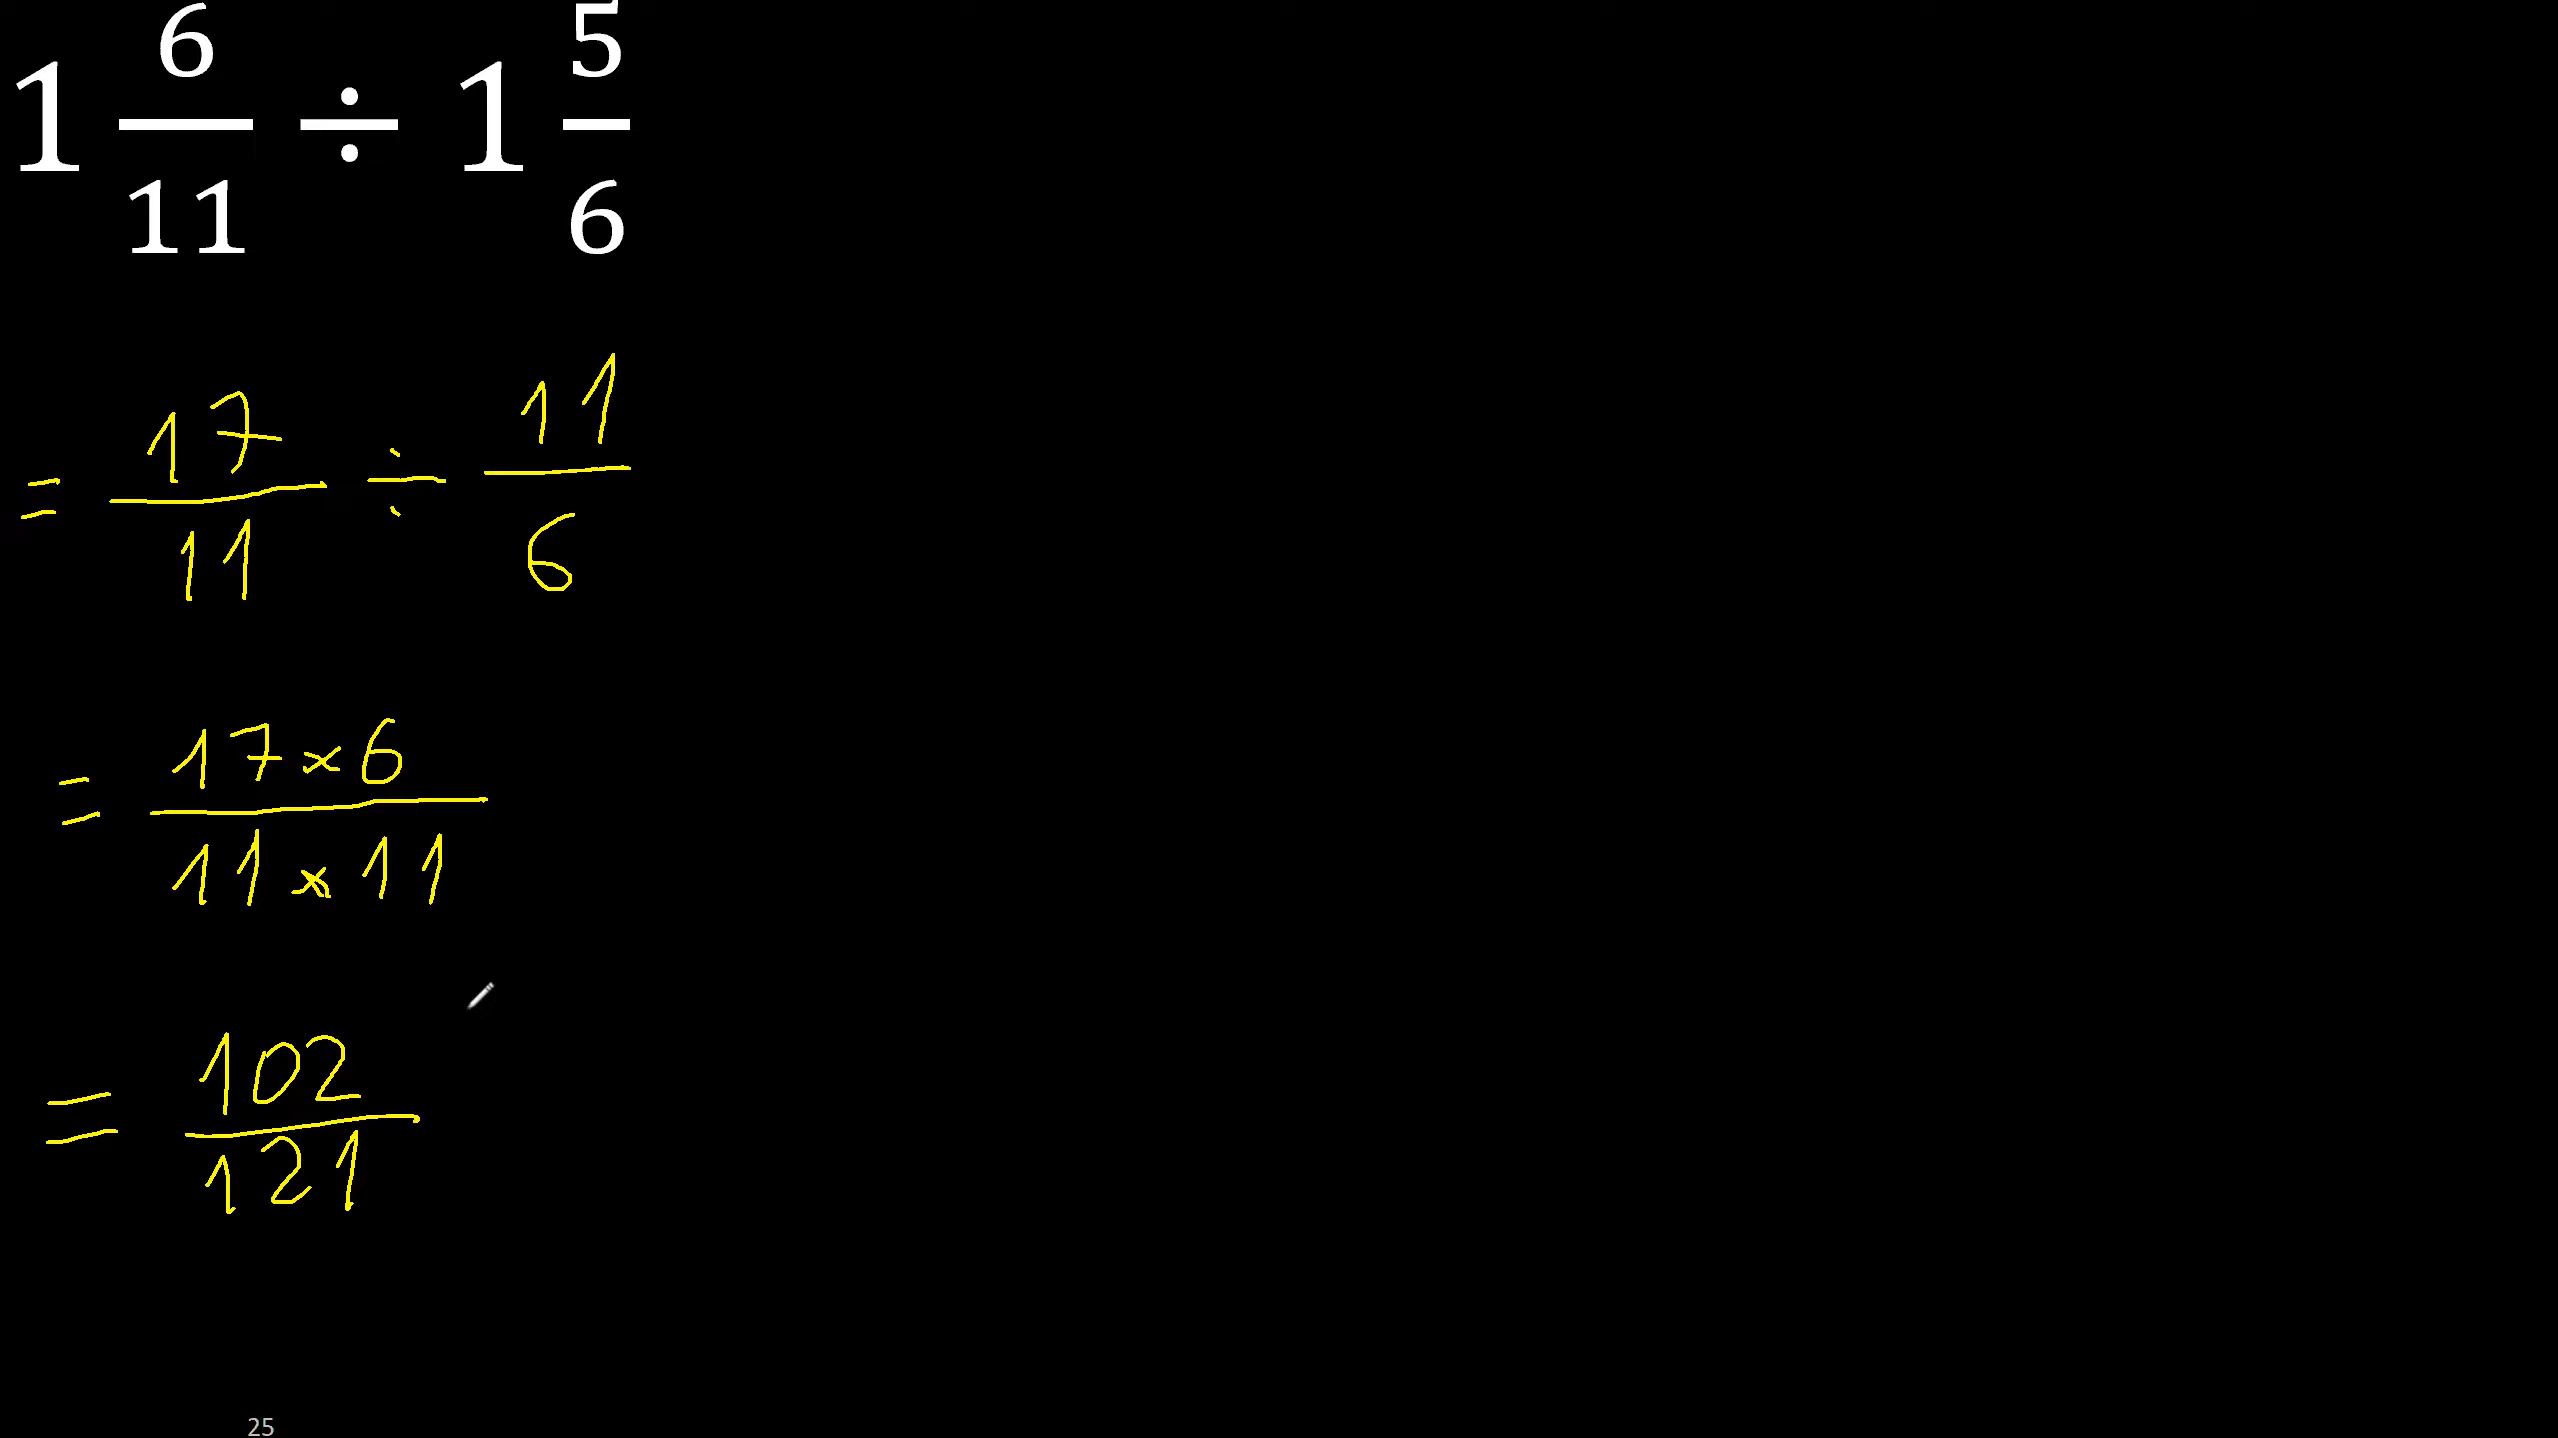 1 6/11 ÷ 1 5/6
= 17/11 ÷ 11/6
= 17×6/11×11
= 102/121
25